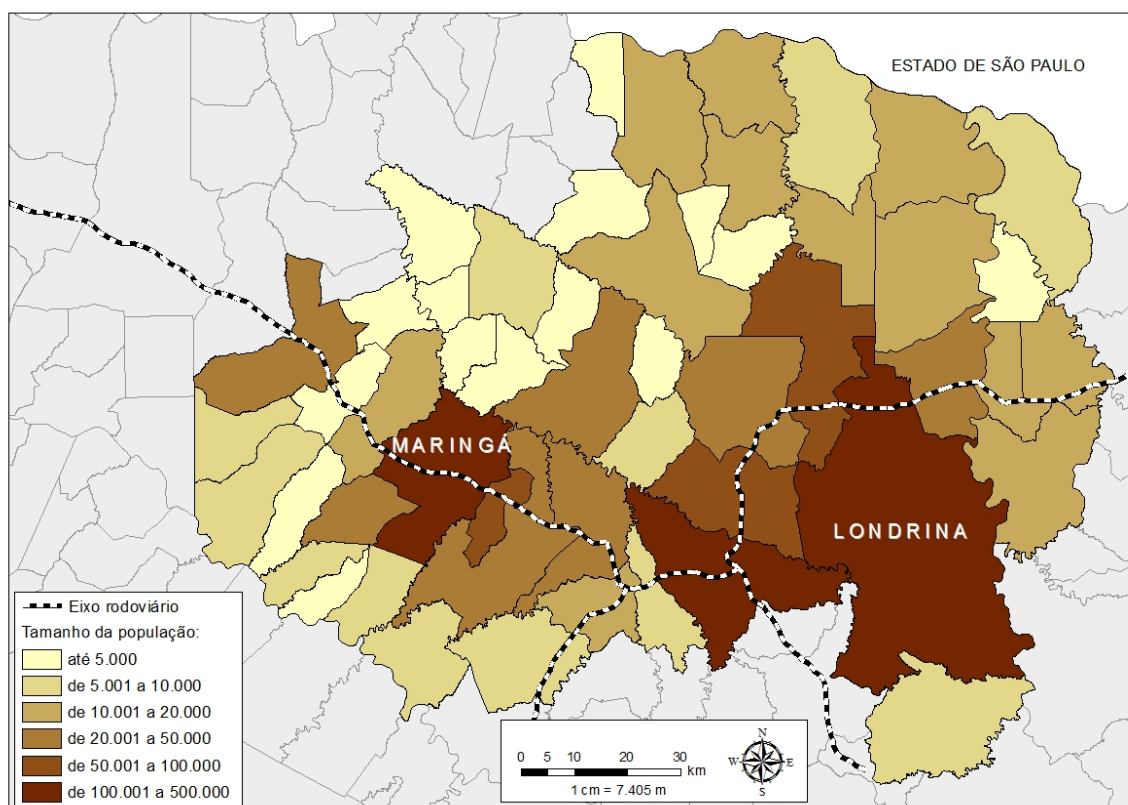 ESTADO DE SÃO PAULO
MARINGÁ
LONDRINA
Eixo rodoviário
Tamanho da população:
até 5.000
de 5.001 a 10.000
de 10.001 a 20.000
de 20.001 a 50.000
de 50.001 a 100.000
de 100.001 a 500.000
0 5 10 20 30
km
1 cm = 7.405 m
N
W E
S